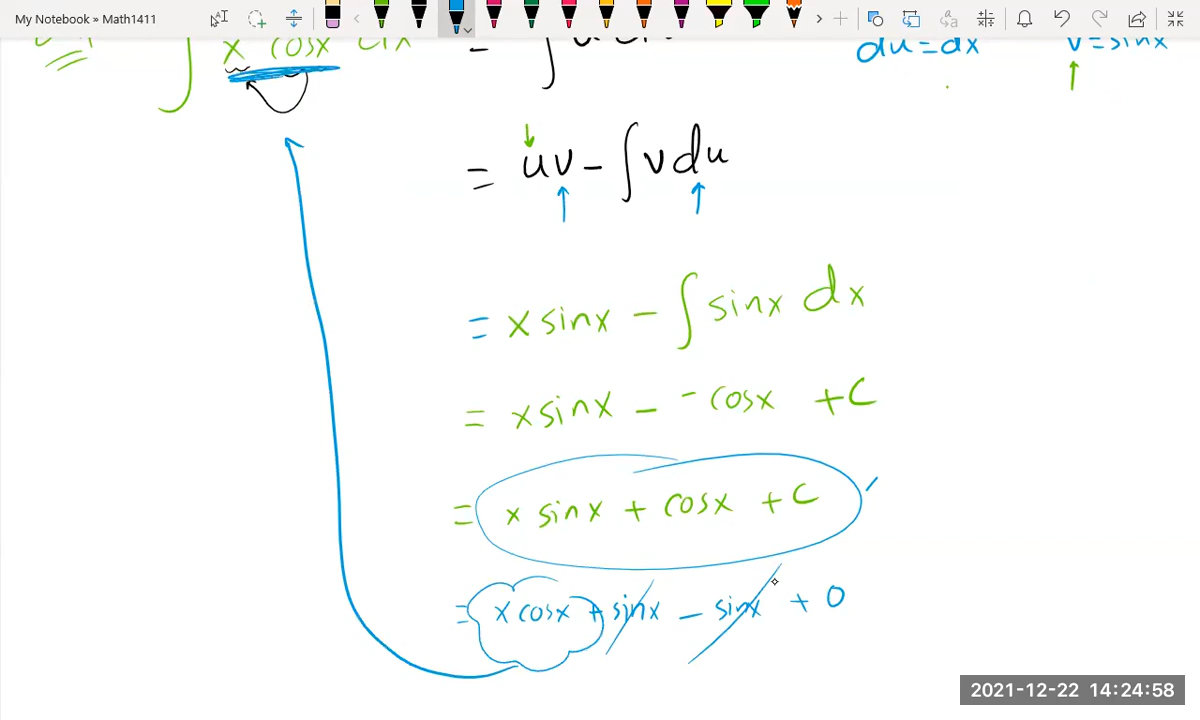 My Notebook » Math1411
∫ x cosx dx = ∫ u dv du = dx v = sinx
= uv - ∫ v du
= x sinx - ∫ sinx dx
= x sinx - - cosx + C
= x sinx + cosx + C
= x cosx + sinx - sinx + 0
2021-12-22 14:24:58